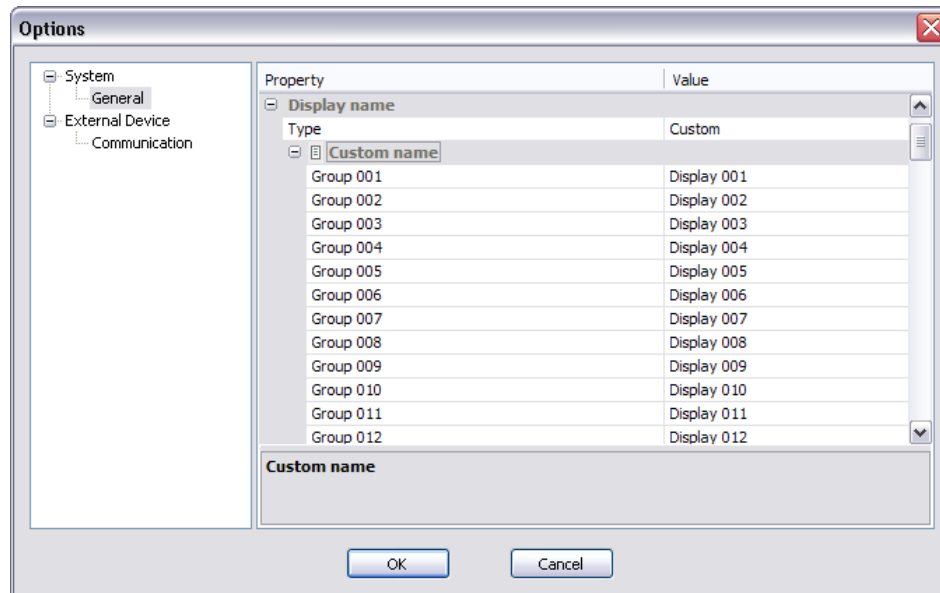 Options
System
General
External Device
Communication
Property Value
Display name
Type Custom
Custom name
Group 001 Display 001
Group 002 Display 002
Group 003 Display 003
Group 004 Display 004
Group 005 Display 005
Group 006 Display 006
Group 007 Display 007
Group 008 Display 008
Group 009 Display 009
Group 010 Display 010
Group 011 Display 011
Group 012 Display 012
Custom name
OK Cancel